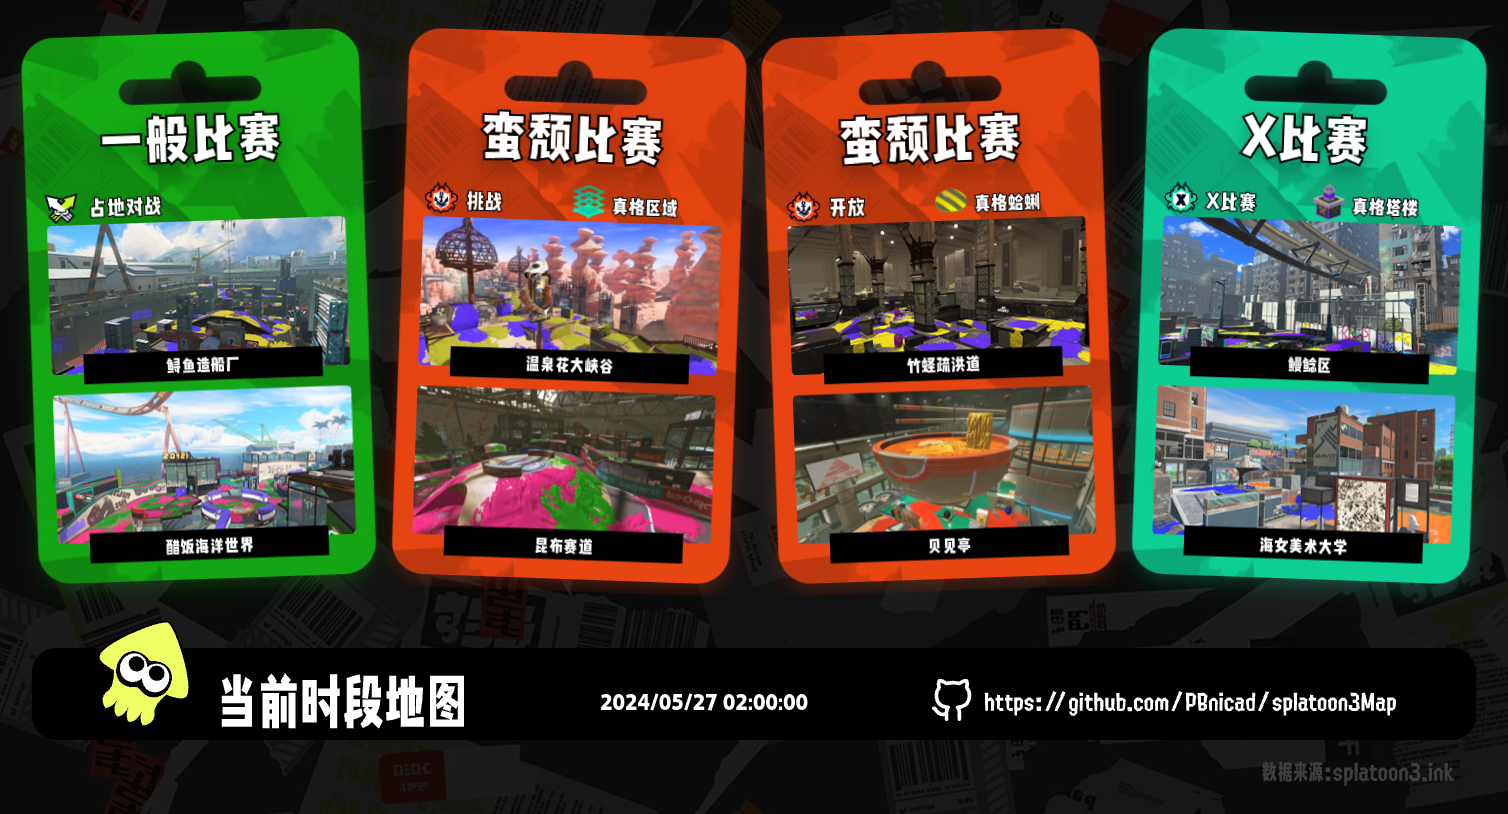 一般比赛
占地对战
鲟鱼造船厂
醋饭海洋世界
蛮颓比赛
挑战
真格区域
温泉花大峡谷
昆布赛道
蛮颓比赛
开放
真格蛤蜊
竹蛏疏洪道
贝贝亭
X比赛
X比赛
真格塔楼
鳗鲶区
海女美术大学
当前时段地图
2024/05/27 02:00:00
https://github.com/PBnicad/splatoon3Map
数据来源:splatoon3.ink